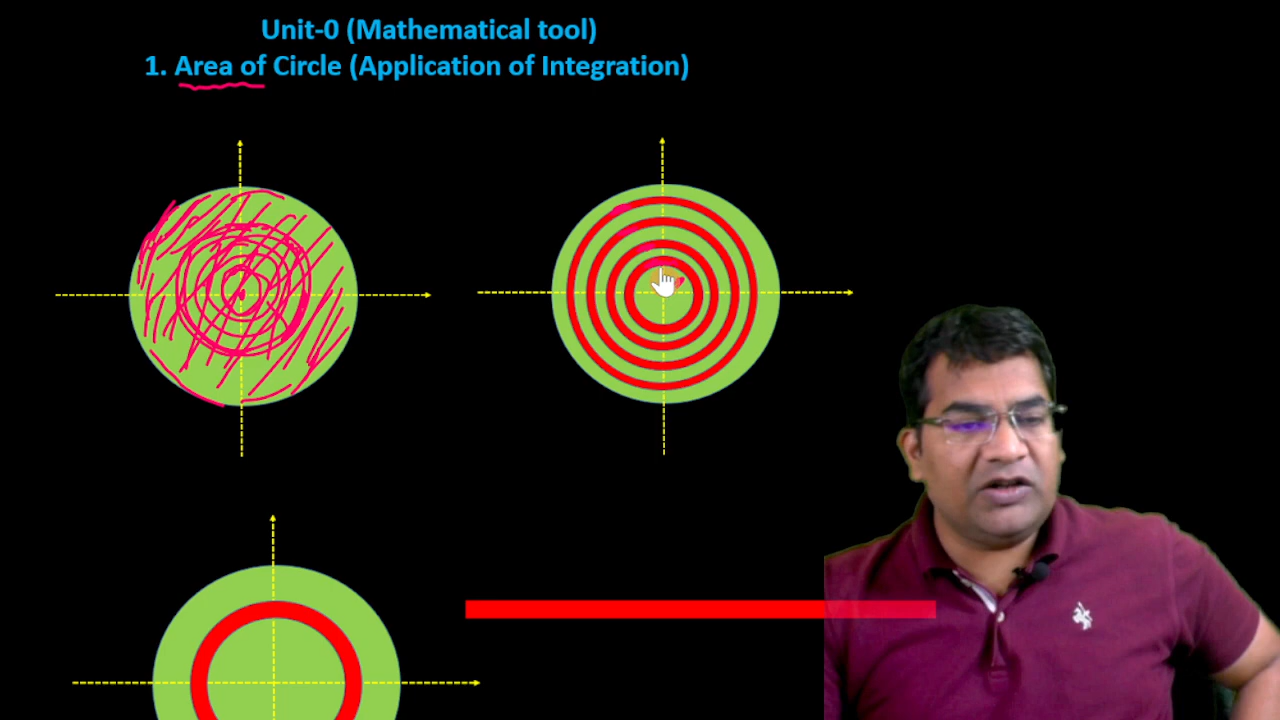 Unit-0 (Mathematical tool)
1. Area of Circle (Application of Integration)